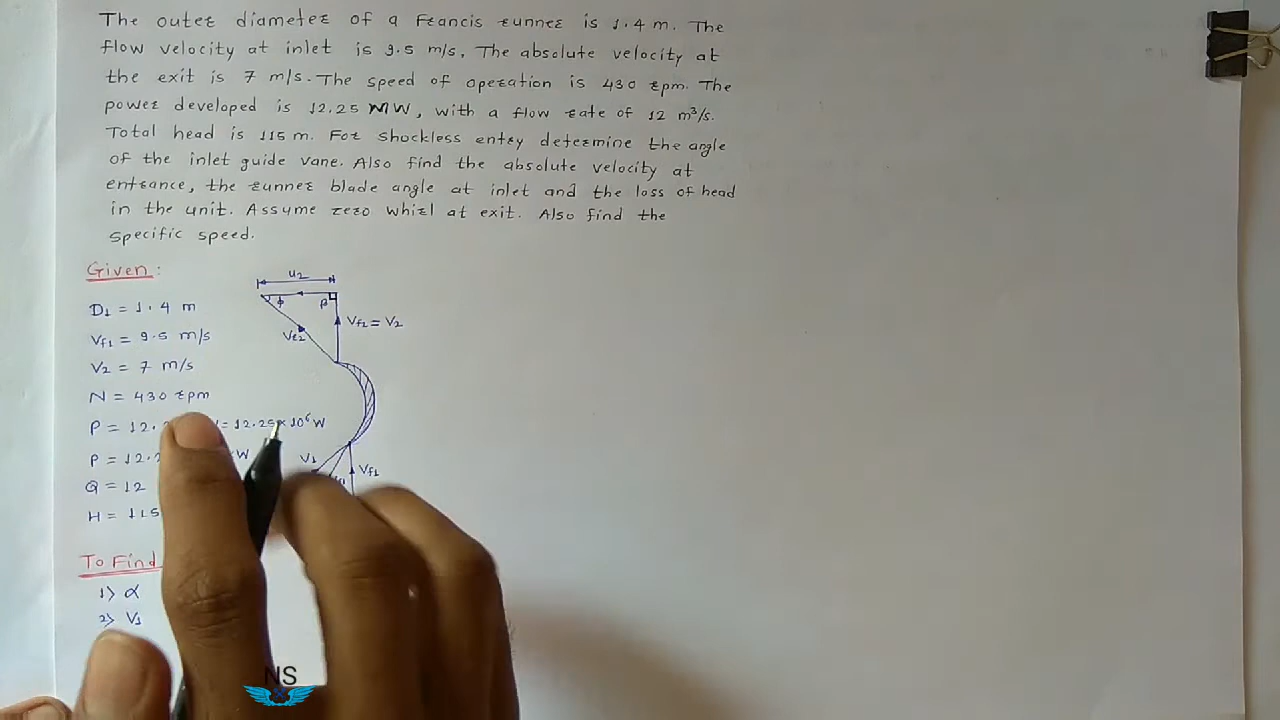 The outer diameter of a Francis runner is 1.4 m. The
flow velocity at inlet is 9.5 m/s. The absolute velocity at
the exit is 7 m/s. The speed of operation is 430 rpm. The
power developed is 12.25 MW, with a flow rate of 12 m³/s.
Total head is 115 m. For shockless entry determine the angle
of the inlet guide vane. Also find the absolute velocity at
entrance, the runner blade angle at inlet and the loss of head
in the unit. Assume zero whirl at exit. Also find the
specific speed.
Given:
D1 = 1.4 m
Vf1 = 9.5 m/s
V2 = 7 m/s
N = 430 rpm
P = 12. = 12.25 × 10⁶ W
P = 12.2 W
Q = 12
H = 115
u2
ϕ β
Vr2
Vf2 = V2
V1
Vf1
To Find
1) α
2) V1
NS